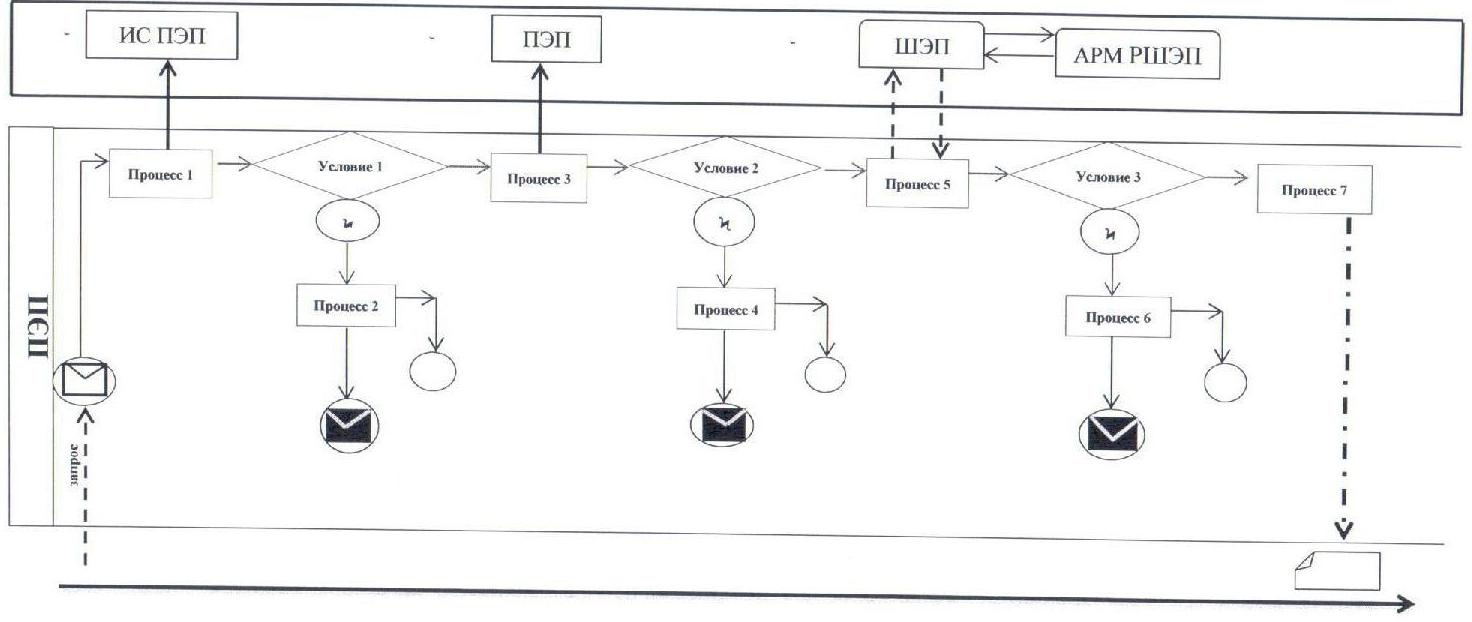 ИС ПЭП
ПЭП
ШЭП
АРМ РШЭП
Процесс 1
Условие 1
Процесс 3
Условие 2
Процесс 5
Условие 3
Процесс 7
Процесс 2
Процесс 4
Процесс 6
ПЭП
запрос